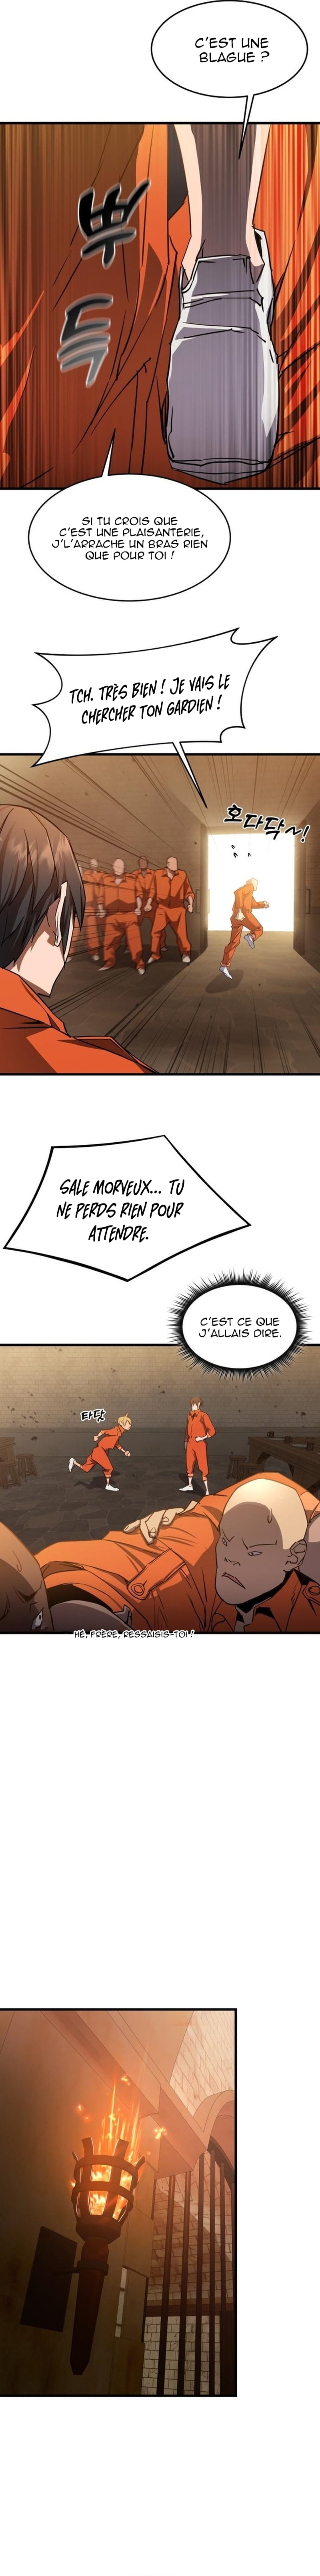 C'EST UNE
BLAGUE ?
뿌
득
SI TU CROIS QUE
C'EST UNE PLAISANTERIE,
J'L'ARRACHE UN BRAS RIEN
QUE POUR TOI !
TCH. TRÈS BIEN ! JE VAIS LE
CHERCHER TON GARDIEN !
호다닥~!
SALE MORVEUX... TU
NE PERDS RIEN POUR
ATTENDRE.
C'EST CE QUE
J'ALLAIS DIRE.
타닷
HÉ, FRÈRE, RESSAISIS-TOI !